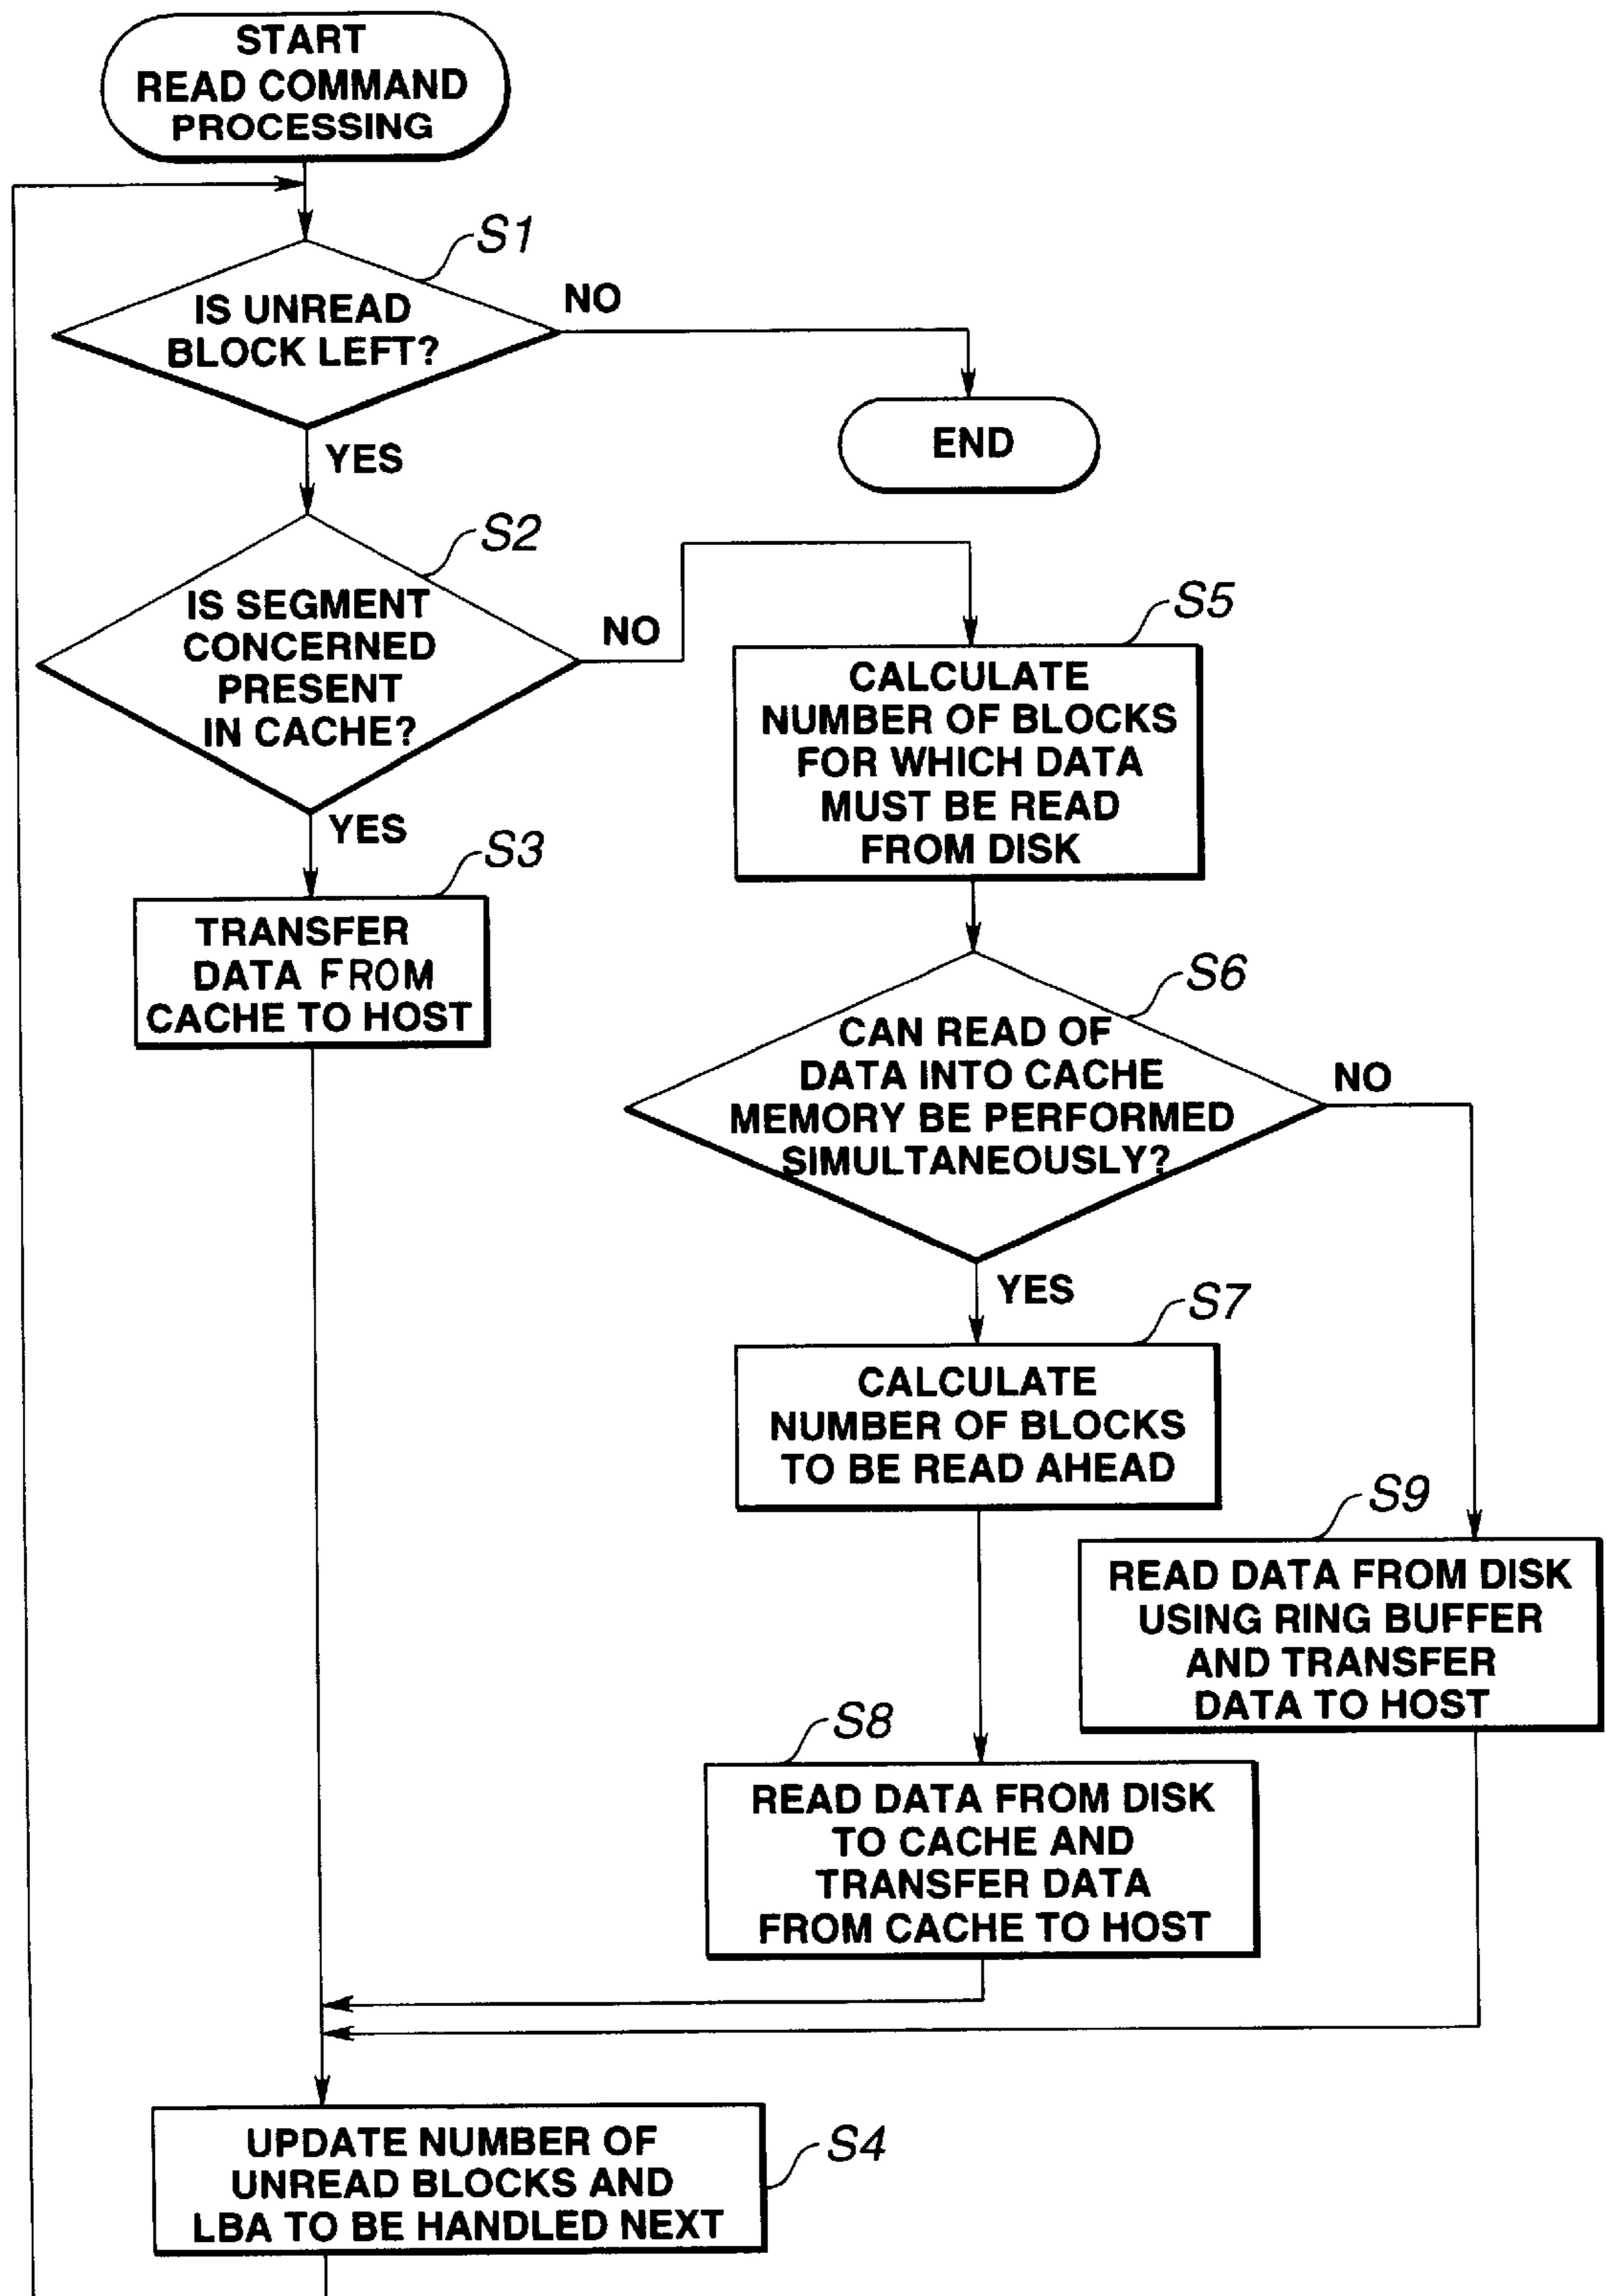 START
READ COMMAND
PROCESSING
S1
IS UNREAD
BLOCK LEFT?
NO
END
YES
S2
IS SEGMENT
CONCERNED
PRESENT
IN CACHE?
NO
YES
S3
TRANSFER
DATA FROM
CACHE TO HOST
S5
CALCULATE
NUMBER OF BLOCKS
FOR WHICH DATA
MUST BE READ
FROM DISK
S6
CAN READ OF
DATA INTO CACHE
MEMORY BE PERFORMED
SIMULTANEOUSLY?
NO
YES
S7
CALCULATE
NUMBER OF BLOCKS
TO BE READ AHEAD
S9
READ DATA FROM DISK
USING RING BUFFER
AND TRANSFER
DATA TO HOST
S8
READ DATA FROM DISK
TO CACHE AND
TRANSFER DATA
FROM CACHE TO HOST
S4
UPDATE NUMBER OF
UNREAD BLOCKS AND
LBA TO BE HANDLED NEXT